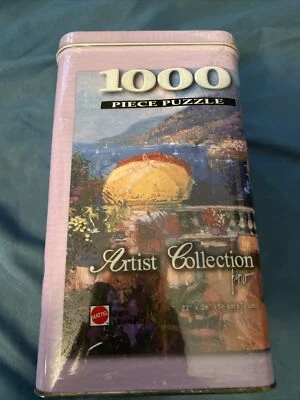 1000
PIECE PUZZLE
Artist Collection
MATTEL